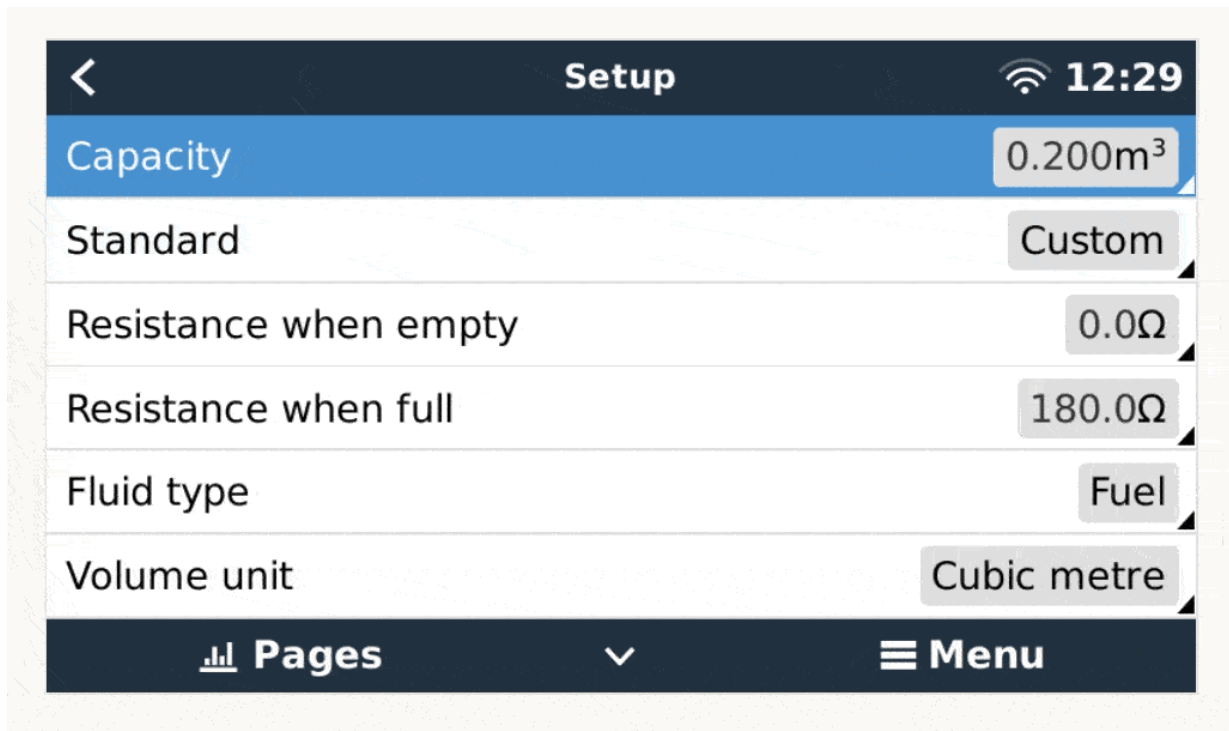 Setup 12:29
Capacity 0.200m³
Standard Custom
Resistance when empty 0.0Ω
Resistance when full 180.0Ω
Fluid type Fuel
Volume unit Cubic metre
Pages Menu